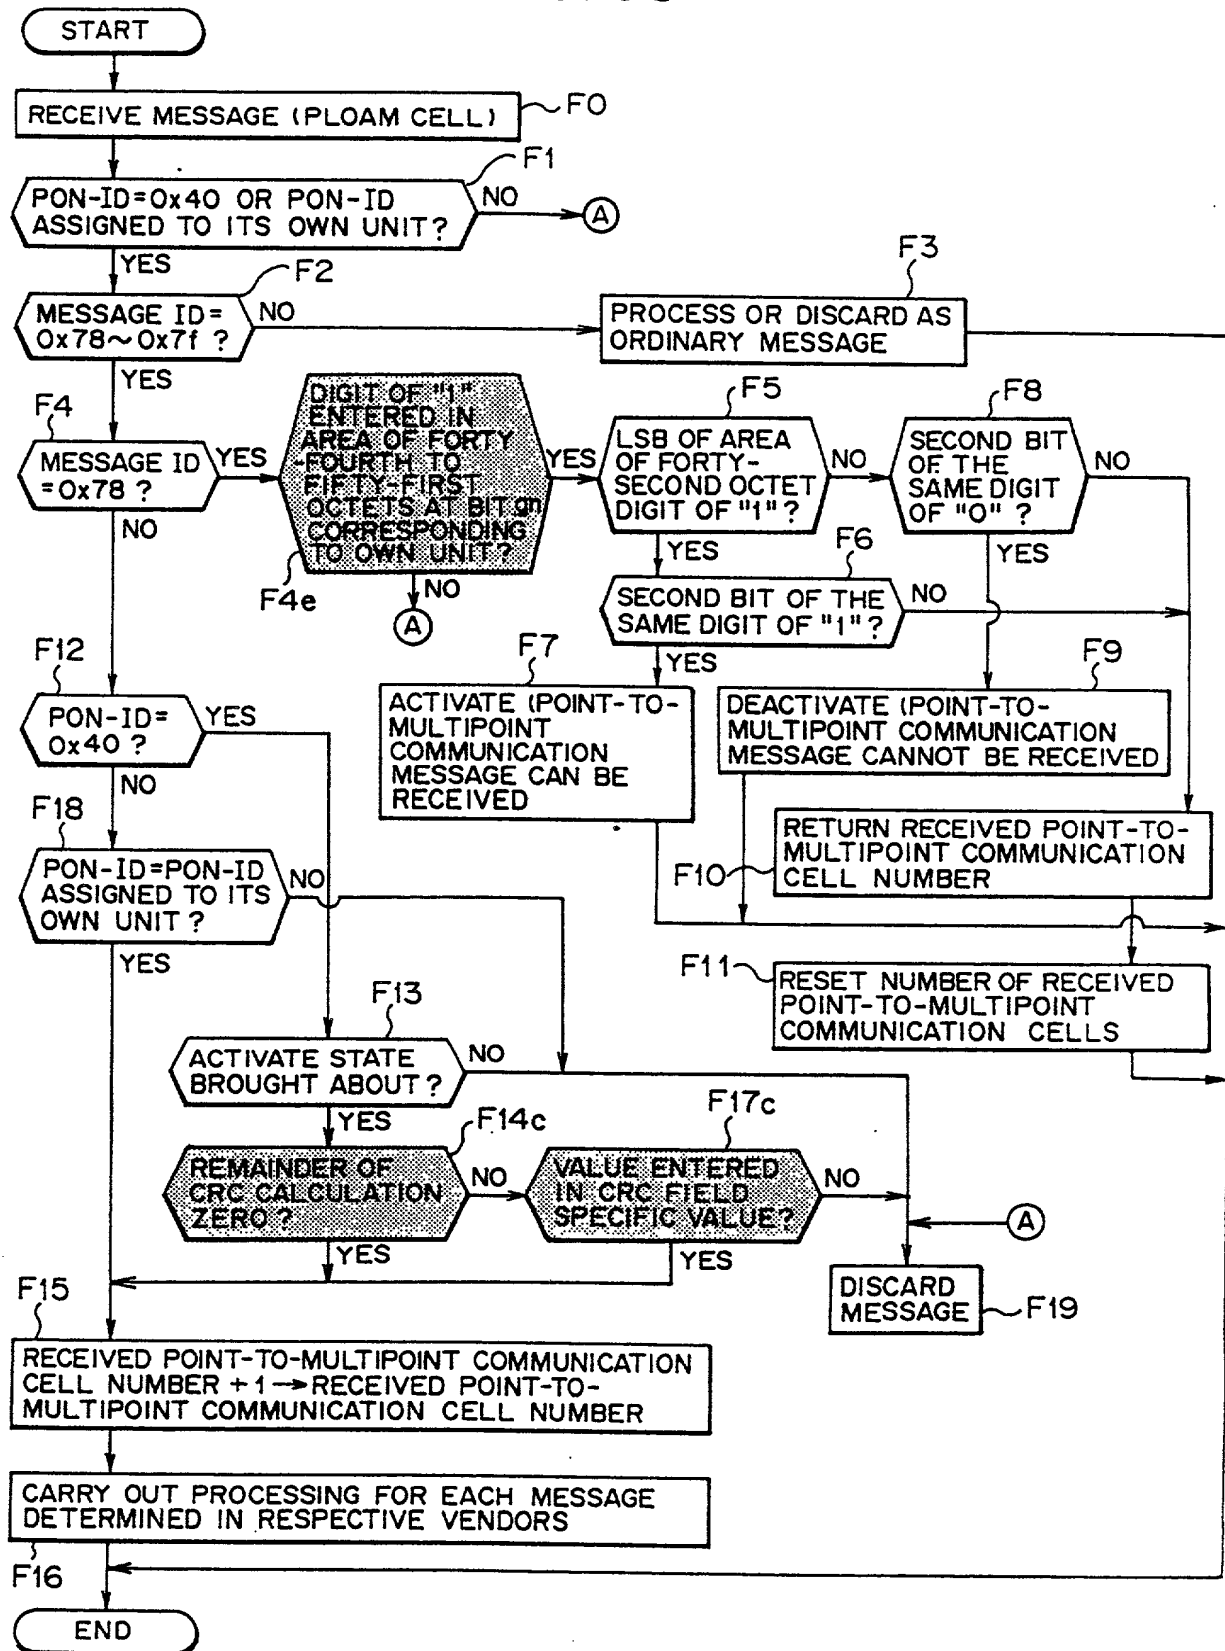 START
RECEIVE MESSAGE (PLOAM CELL)
F0
F1
PON-ID=0x40 OR PON-ID
ASSIGNED TO ITS OWN UNIT?
NO
A
YES
F2
F3
MESSAGE ID=
0x78~0x7f ?
NO
PROCESS OR DISCARD AS
ORDINARY MESSAGE
YES
F4
MESSAGE ID
=0x78 ?
YES
NO
DIGIT OF "1"
ENTERED IN
AREA OF FORTY
-FOURTH TO
FIFTY-FIRST
OCTETS AT BIT gn
CORRESPONDING
TO OWN UNIT?
F4e
YES
NO
A
F5
LSB OF AREA
OF FORTY-
SECOND OCTET
DIGIT OF "1"?
NO
YES
F8
SECOND BIT
OF THE
SAME DIGIT
OF "0" ?
NO
YES
F6
SECOND BIT OF THE
SAME DIGIT OF "1"?
NO
YES
F7
ACTIVATE (POINT-TO-
MULTIPOINT
COMMUNICATION
MESSAGE CAN BE
RECEIVED
F9
DEACTIVATE (POINT-TO-
MULTIPOINT COMMUNICATION
MESSAGE CANNOT BE RECEIVED
F12
PON-ID=
0x40 ?
YES
NO
F10
RETURN RECEIVED POINT-TO-
MULTIPOINT COMMUNICATION
CELL NUMBER
F18
PON-ID=PON-ID
ASSIGNED TO ITS
OWN UNIT?
NO
YES
F11
RESET NUMBER OF RECEIVED
POINT-TO-MULTIPOINT
COMMUNICATION CELLS
F13
ACTIVATE STATE
BROUGHT ABOUT?
NO
YES
F14c
REMAINDER OF
CRC CALCULATION
ZERO?
NO
YES
F17c
VALUE ENTERED
IN CRC FIELD
SPECIFIC VALUE?
NO
YES
A
DISCARD
MESSAGE
F19
F15
RECEIVED POINT-TO-MULTIPOINT COMMUNICATION
CELL NUMBER +1→RECEIVED POINT-TO-
MULTIPOINT COMMUNICATION CELL NUMBER
CARRY OUT PROCESSING FOR EACH MESSAGE
DETERMINED IN RESPECTIVE VENDORS
F16
END